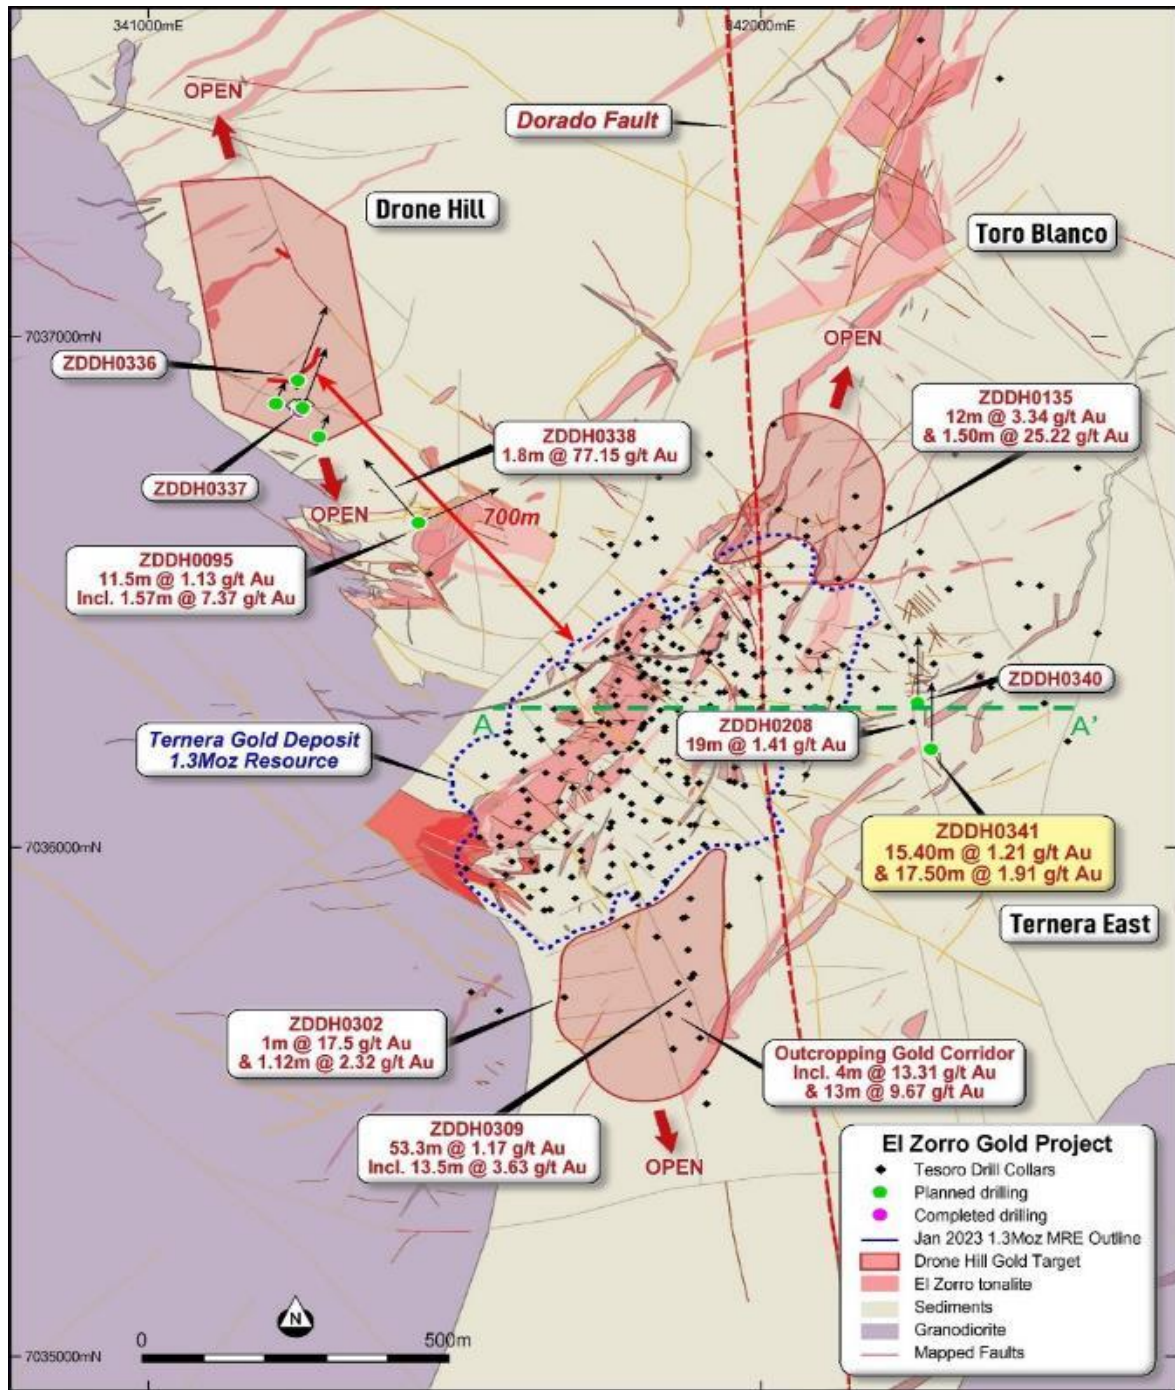 341000mE
342000mE
OPEN
Dorado Fault
Drone Hill
Toro Blanco
7037000mN
OPEN
ZDDH0336
ZDDH0135
12m @ 3.34 g/t Au
& 1.50m @ 25.22 g/t Au
ZDDH0338
1.8m @ 77.15 g/t Au
ZDDH0337
OPEN
700m
ZDDH0095
11.5m @ 1.13 g/t Au
Incl. 1.57m @ 7.37 g/t Au
ZDDH0340
A
A'
ZDDH0208
19m @ 1.41 g/t Au
Ternera Gold Deposit
1.3Moz Resource
ZDDH0341
15.40m @ 1.21 g/t Au
& 17.50m @ 1.91 g/t Au
7036000mN
Ternera East
ZDDH0302
1m @ 17.5 g/t Au
& 1.12m @ 2.32 g/t Au
Outcropping Gold Corridor
Incl. 4m @ 13.31 g/t Au
& 13m @ 9.67 g/t Au
ZDDH0309
53.3m @ 1.17 g/t Au
Incl. 13.5m @ 3.63 g/t Au
OPEN
El Zorro Gold Project
Tesoro Drill Collars
Planned drilling
Completed drilling
Jan 2023 1.3Moz MRE Outline
Drone Hill Gold Target
El Zorro tonalite
Sediments
Granodiorite
Mapped Faults
N
0
500m
7035000mN